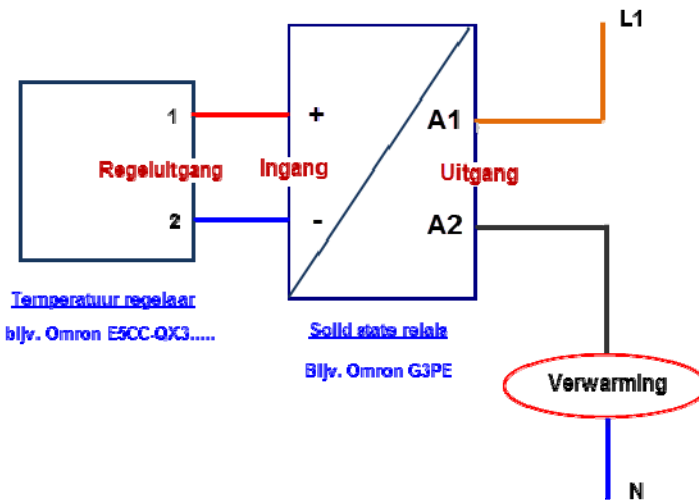 L1
1
+
A1
Regeluitgang
Ingang
Uitgang
2
-
A2
Temperatuur regelaar
bijv. Omron E5CC-QX3.....
Solid state relais
Bijv. Omron G3PE
Verwarming
N